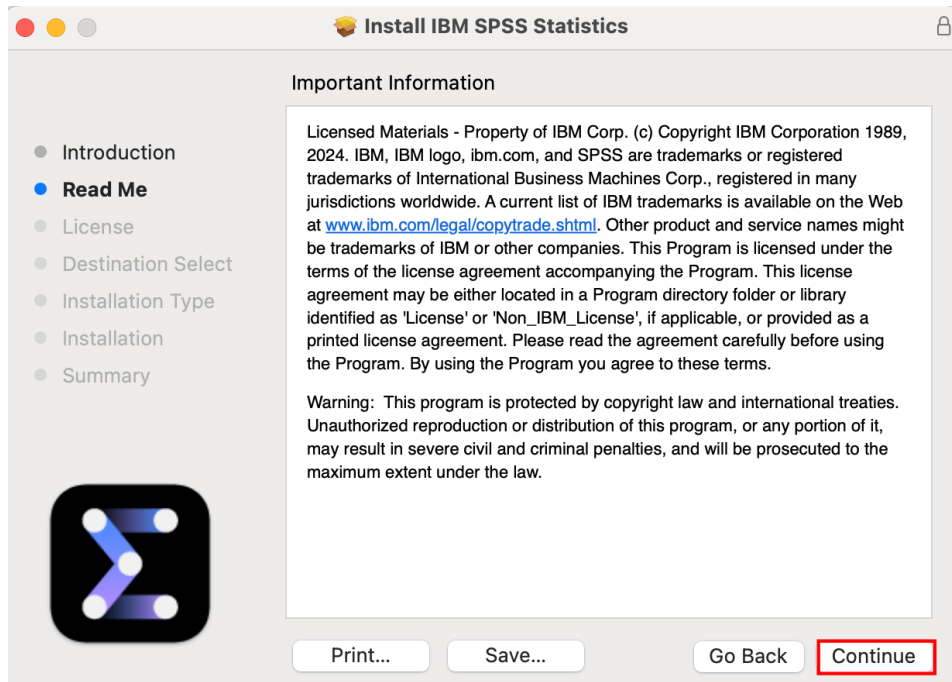 Install IBM SPSS Statistics
Important Information
Introduction
Read Me
License
Destination Select
Installation Type
Installation
Summary
Licensed Materials - Property of IBM Corp. (c) Copyright IBM Corporation 1989,
2024. IBM, IBM logo, ibm.com, and SPSS are trademarks or registered
trademarks of International Business Machines Corp., registered in many
jurisdictions worldwide. A current list of IBM trademarks is available on the Web
at www.ibm.com/legal/copytrade.shtml. Other product and service names might
be trademarks of IBM or other companies. This Program is licensed under the
terms of the license agreement accompanying the Program. This license
agreement may be either located in a Program directory folder or library
identified as 'License' or 'Non_IBM_License', if applicable, or provided as a
printed license agreement. Please read the agreement carefully before using
the Program. By using the Program you agree to these terms.
Warning:  This program is protected by copyright law and international treaties.
Unauthorized reproduction or distribution of this program, or any portion of it,
may result in severe civil and criminal penalties, and will be prosecuted to the
maximum extent under the law.
Print...
Save...
Go Back
Continue